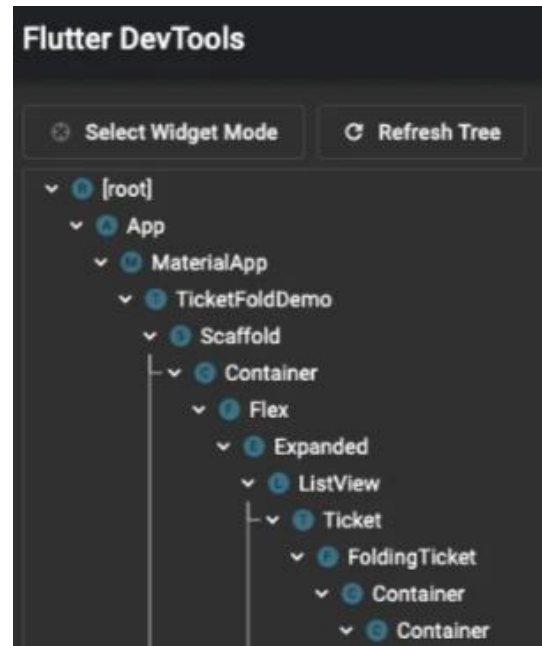 Flutter DevTools
Select Widget Mode Refresh Tree
R [root]
A App
M MaterialApp
T TicketFoldDemo
S Scaffold
C Container
F Flex
E Expanded
L ListView
T Ticket
F FoldingTicket
C Container
C Container